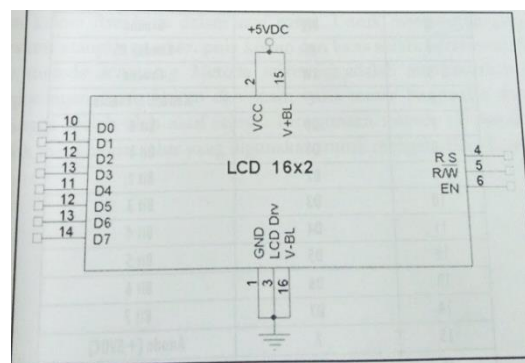 +5VDC
2
15
VCC
V+BL
10 D0
11 D1
12 D2
13 D3
11 D4
12 D5
13 D6
14 D7
LCD 16x2
RS 4
R/W 5
EN 6
GND
LCD Drv
V-BL
1
3
16